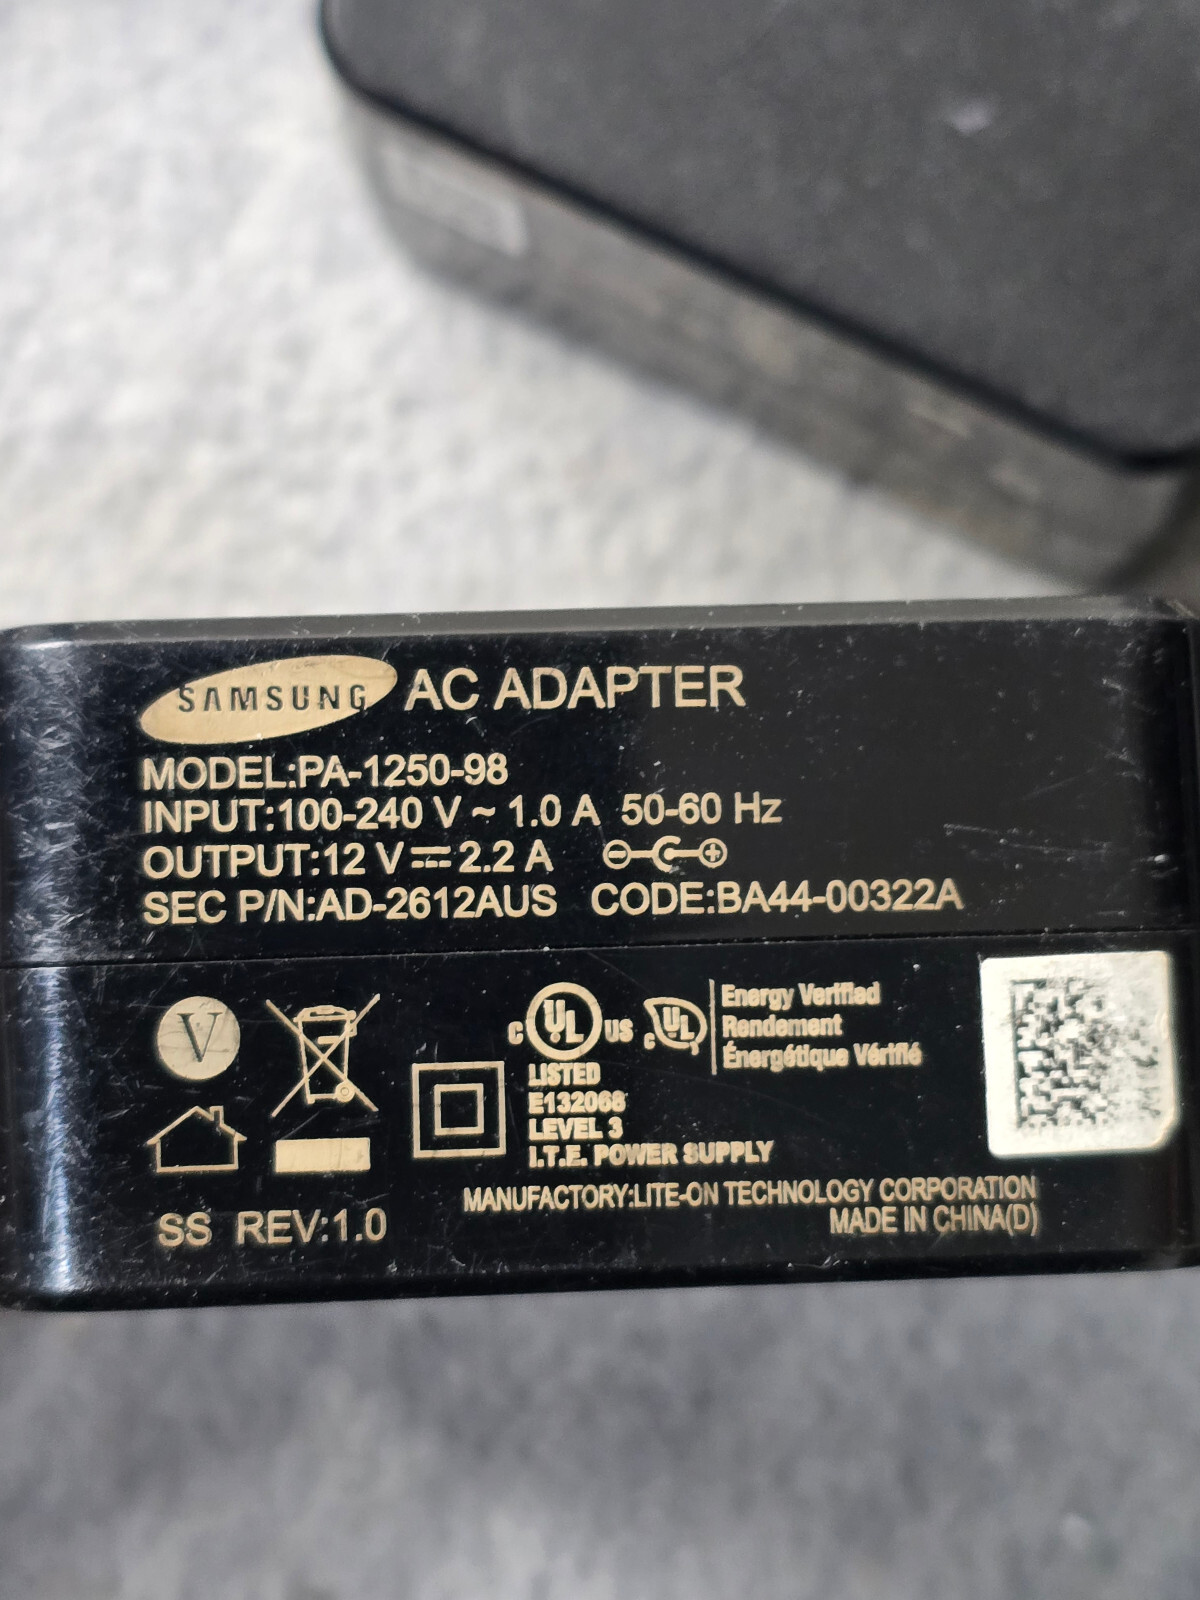 SAMSUNG AC ADAPTER
MODEL:PA-1250-98
INPUT:100-240 V ~ 1.0 A 50-60 Hz
OUTPUT:12 V ⎓ 2.2 A
SEC P/N:AD-2612AUS CODE:BA44-00322A
V
c UL US
LISTED
E132068
LEVEL 3
I.T.E. POWER SUPPLY
c UL
Energy Verified
Rendement
Énergétique Vérifié
SS REV:1.0
MANUFACTORY:LITE-ON TECHNOLOGY CORPORATION
MADE IN CHINA(D)